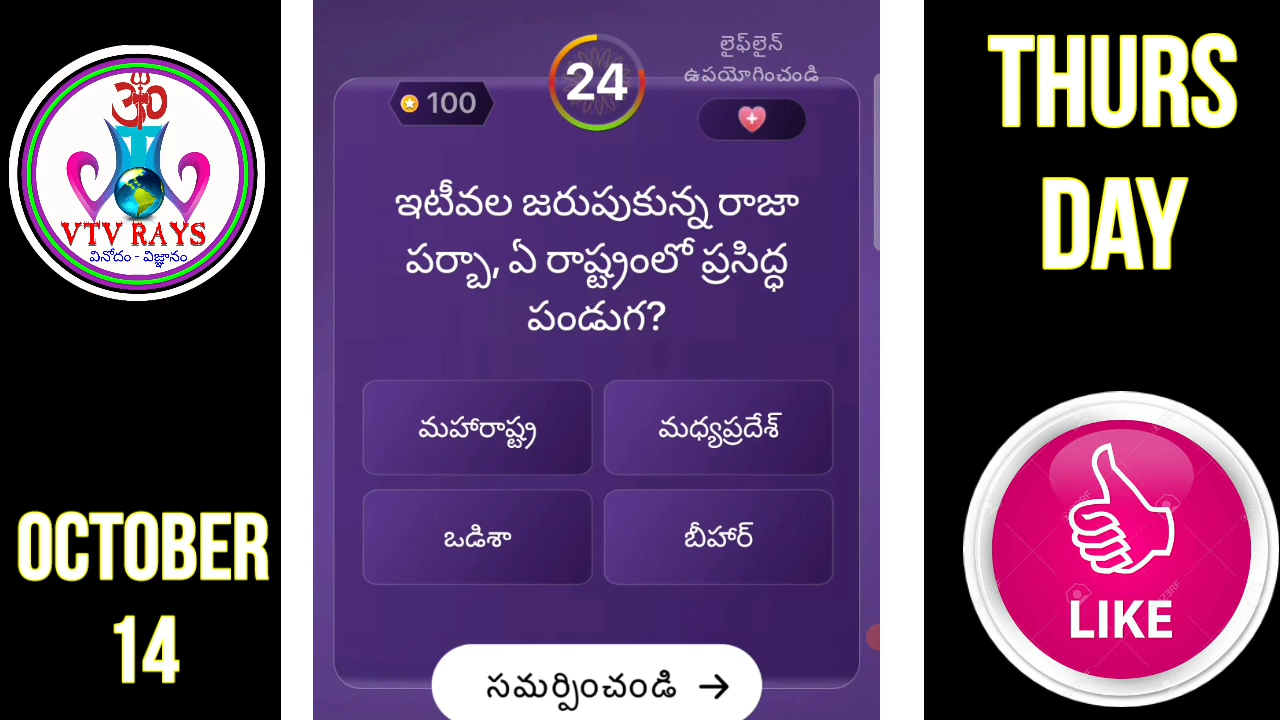 VTV RAYS
వినోదం - విజ్ఞానం
OCTOBER
14
100
24
లైఫ్‌లైన్
ఉపయోగించండి
ఇటీవల జరుపుకున్న రాజా
పర్బా, ఏ రాష్ట్రంలో ప్రసిద్ధ
పండుగ?
మహారాష్ట్ర
మధ్యప్రదేశ్
ఒడిశా
బీహార్
సమర్పించండి →
THURS
DAY
LIKE